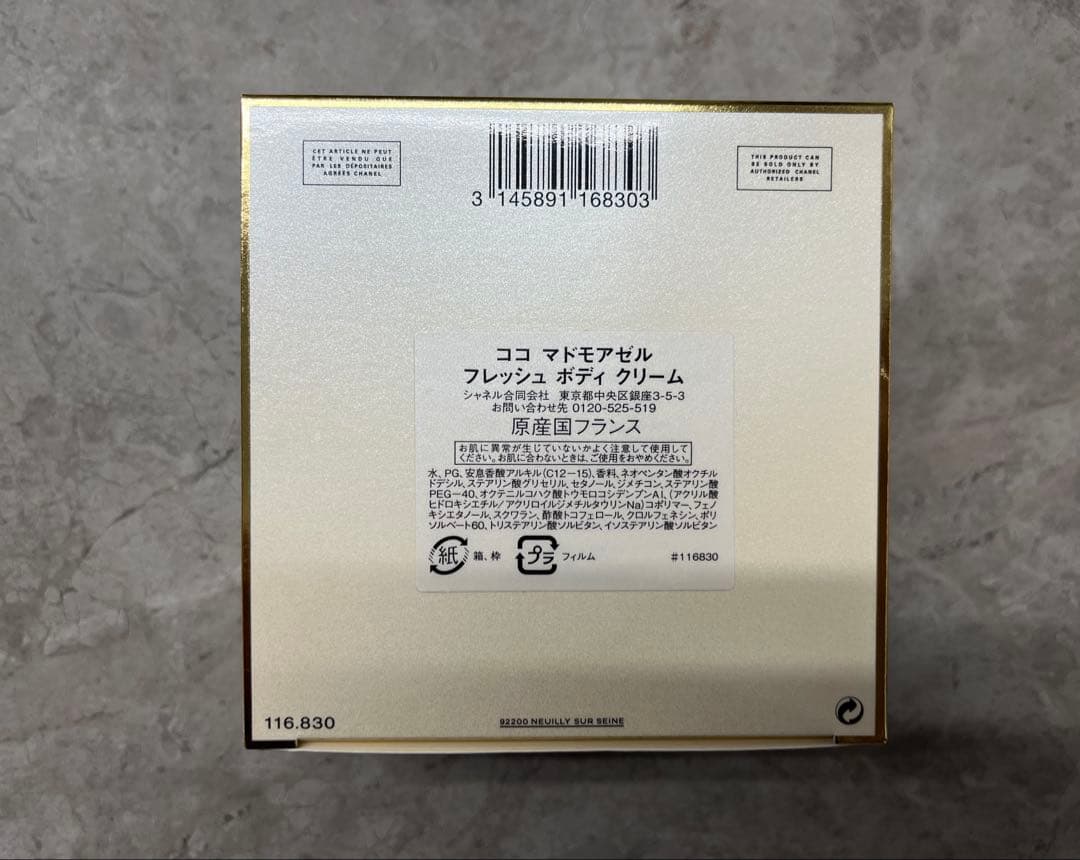 CET ARTICLE NE PEUT
ÊTRE VENDU QUE
PAR LES DÉPOSITAIRES
AGRÉÉS CHANEL
3 145891 168303
THIS PRODUCT CAN
BE SOLD ONLY BY
AUTHORIZED CHANEL
RETAILERS
ココ マドモアゼル
フレッシュ ボディ クリーム
シャネル合同会社 東京都中央区銀座3-5-3
お問い合わせ先 0120-525-519
原産国フランス
お肌に異常が生じていないかよく注意して使用して
ください。お肌に合わないときは、ご使用をおやめください。
水、PG、安息香酸アルキル(C12-15)、香料、ネオペンタン酸オクチル
ドデシル、ステアリン酸グリセリル、セタノール、ジメチコン、ステアリン酸
PEG-40、オクテニルコハク酸トウモロコシデンプンAl、(アクリル酸
ヒドロキシエチル/アクリロイルジメチルタウリンNa)コポリマー、フェノ
キシエタノール、スクワラン、酢酸トコフェロール、クロルフェネシン、ポリ
ソルベート60、トリステアリン酸ソルビタン、イソステアリン酸ソルビタン
紙 箱、枠 プラ フィルム #116830
116.830
92200 NEUILLY SUR SEINE